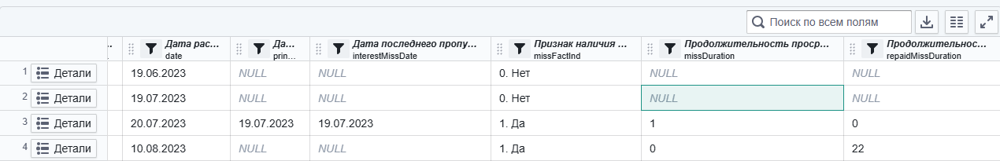 Поиск по всем полям
... Дата рас... Да... Дата последнего пропу... Признак наличия ... Продолжительность проср... Продолжительнос...
date prin... interestMissDate missFactInd missDuration repaidMissDuration
1 Детали 19.06.2023 NULL NULL 0. Нет NULL NULL
2 Детали 19.07.2023 NULL NULL 0. Нет NULL NULL
3 Детали 20.07.2023 19.07.2023 19.07.2023 1. Да 1 0
4 Детали 10.08.2023 NULL NULL 1. Да 0 22